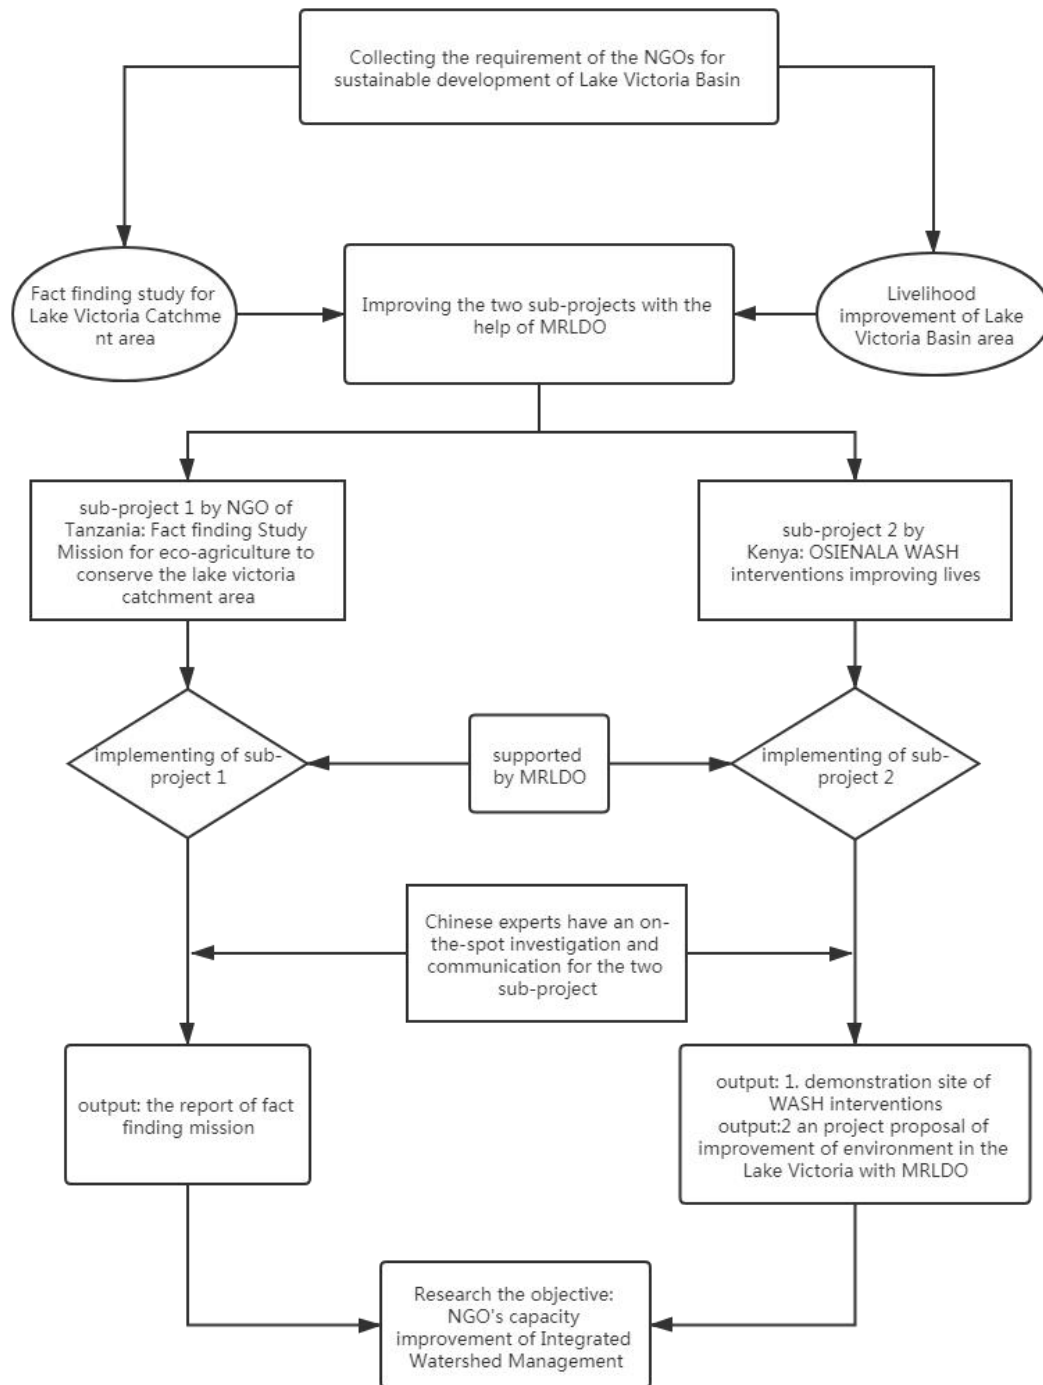 Collecting the requirement of the NGOs for
sustainable development of Lake Victoria Basin
Fact finding study for
Lake Victoria Catchme
nt area
Improving the two sub-projects with the
help of MRLDO
Livelihood
improvement of Lake
Victoria Basin area
sub-project 1 by NGO of
Tanzania: Fact finding Study
Mission for eco-agriculture to
conserve the lake victoria
catchment area
sub-project 2 by
Kenya: OSIENALA WASH
interventions improving lives
implementing of sub-
project 1
supported
by MRLDO
implementing of sub-
project 2
Chinese experts have an on-
the-spot investigation and
communication for the two
sub-project
output: the report of fact
finding mission
output: 1. demonstration site of
WASH interventions
output:2 an project proposal of
improvement of environment in the
Lake Victoria with MRLDO
Research the objective:
NGO's capacity
improvement of Integrated
Watershed Management